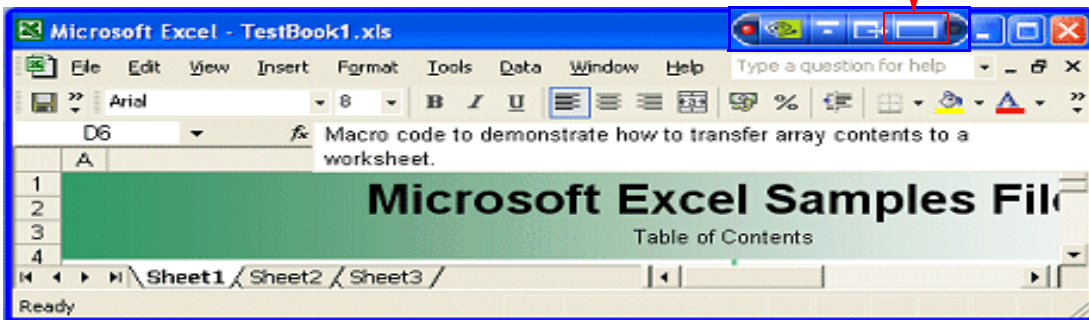 Microsoft Excel - TestBook1.xls
File Edit View Insert Format Tools Data Window Help Type a question for help
Arial 8 B I U %
D6 fx Macro code to demonstrate how to transfer array contents to a
worksheet.
A
1
2 Microsoft Excel Samples
3 Table of Contents
4
Sheet1 Sheet2 Sheet3
Ready